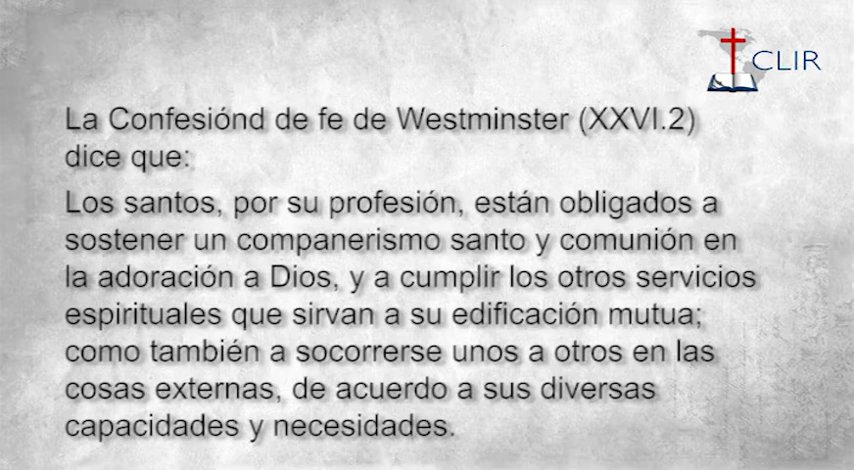 CLIR
La Confesiónd de fe de Westminster (XXVI.2)
dice que:
Los santos, por su profesión, están obligados a
sostener un companerismo santo y comunión en
la adoración a Dios, y a cumplir los otros servicios
espirituales que sirvan a su edificación mutua;
como también a socorrerse unos a otros en las
cosas externas, de acuerdo a sus diversas
capacidades y necesidades.